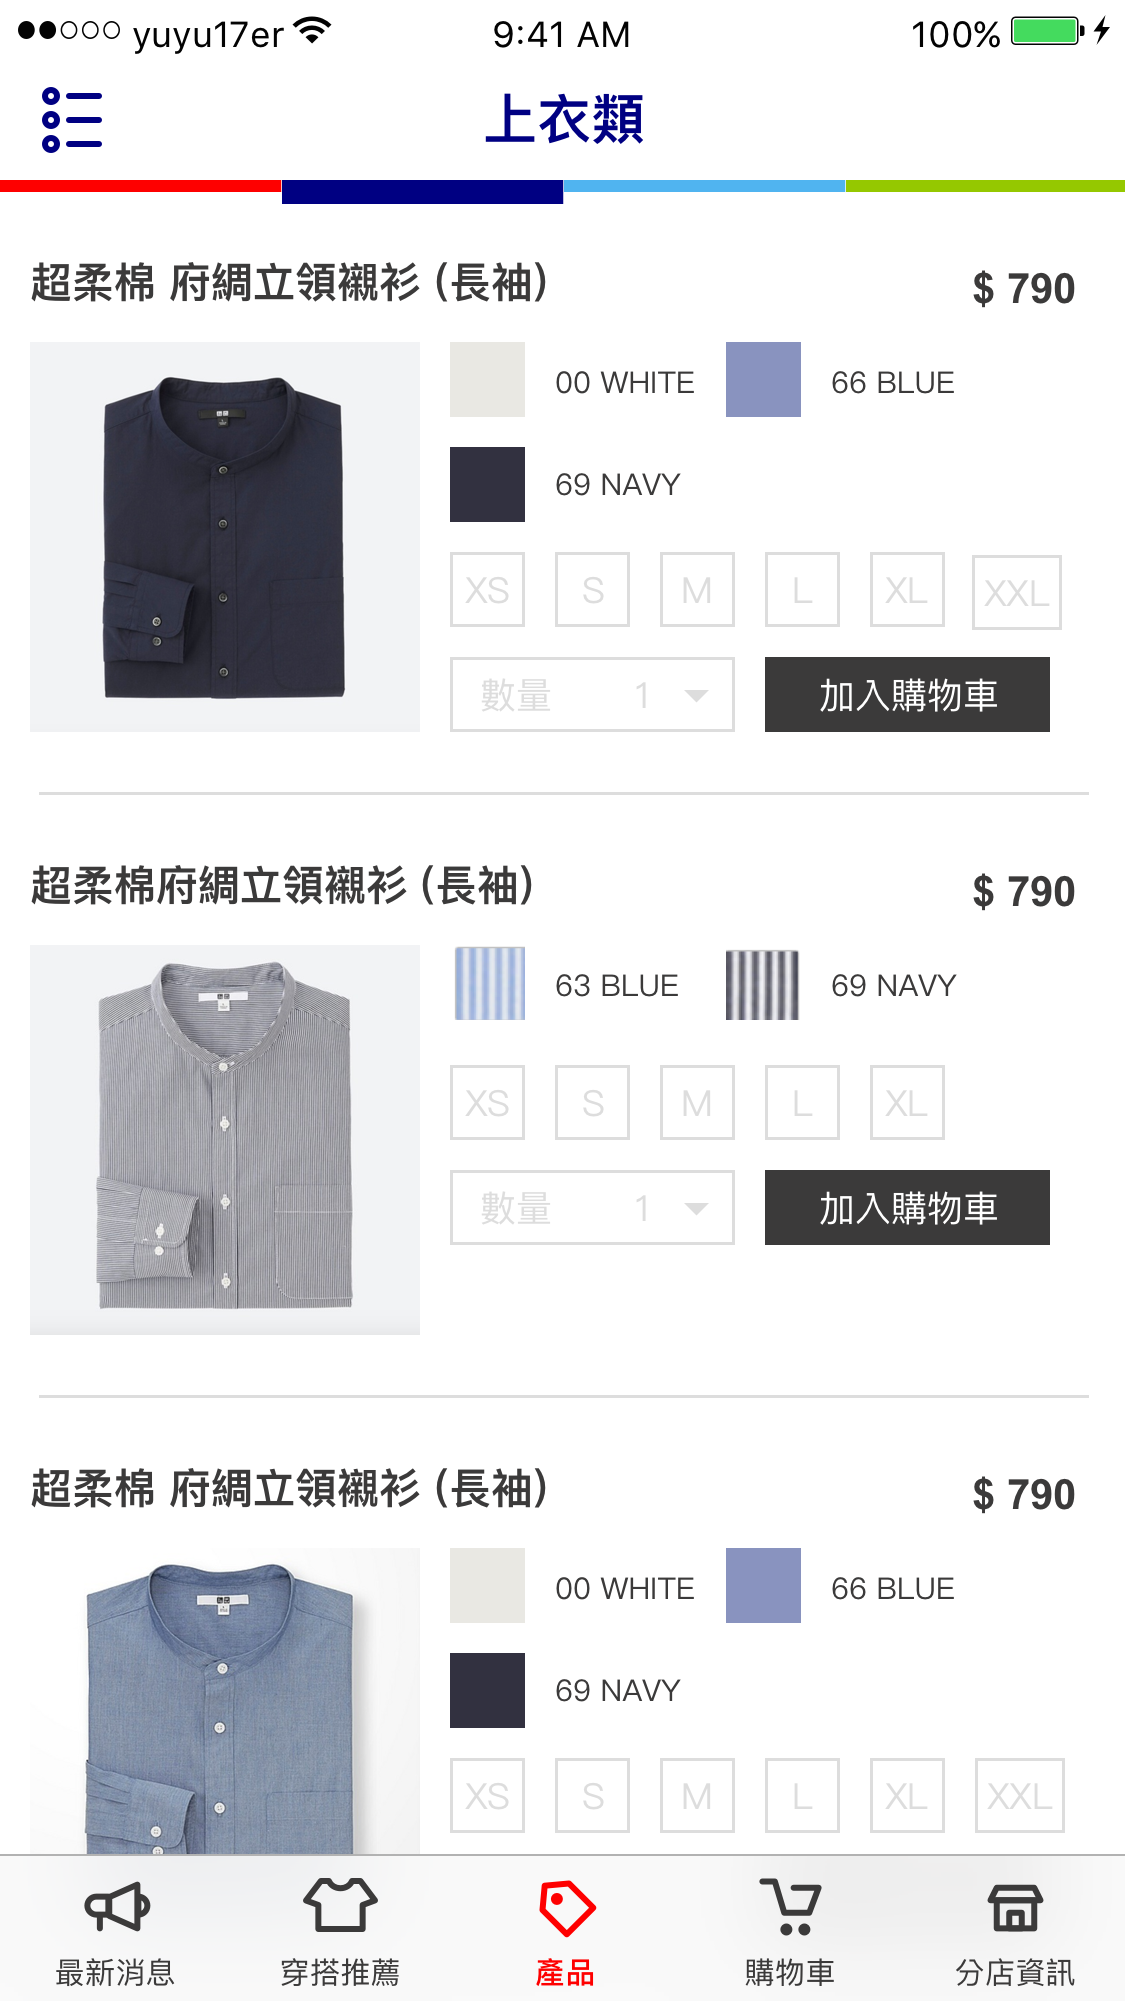 yuyu17er 9:41 AM 100%
上衣類
超柔棉 府綢立領襯衫 (長袖) $ 790
00 WHITE 66 BLUE
69 NAVY
XS S M L XL XXL
數量 1 加入購物車
超柔棉府綢立領襯衫 (長袖) $ 790
63 BLUE 69 NAVY
XS S M L XL
數量 1 加入購物車
超柔棉 府綢立領襯衫 (長袖) $ 790
00 WHITE 66 BLUE
69 NAVY
XS S M L XL XXL
最新消息 穿搭推薦 產品 購物車 分店資訊